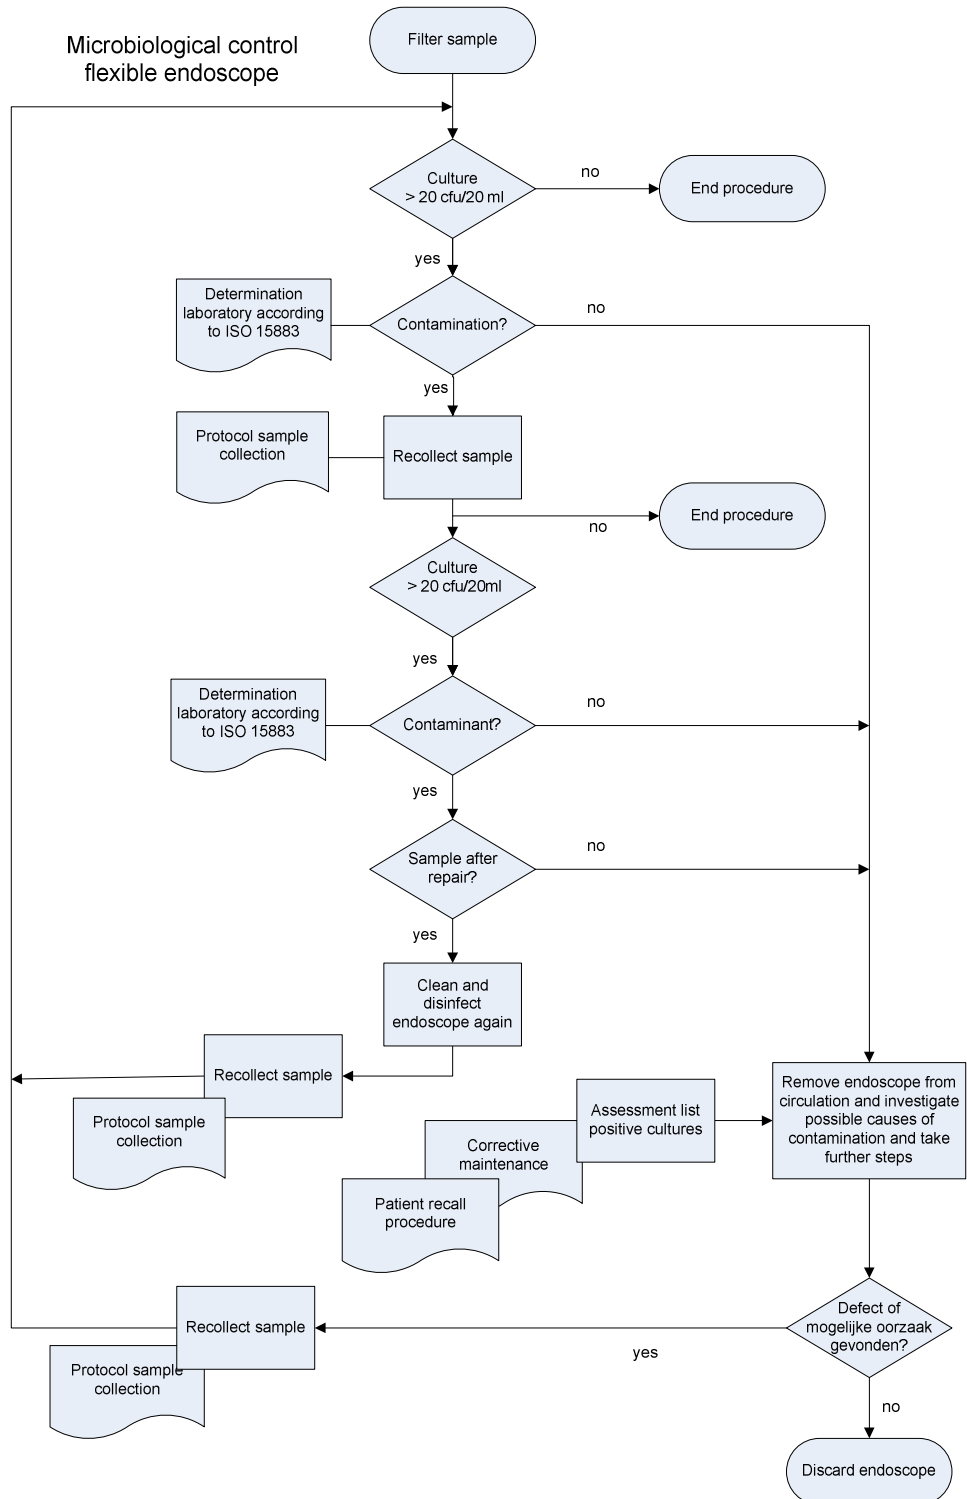 Microbiological control
flexible endoscope
Filter sample
Culture
> 20 cfu/20 ml
no
End procedure
yes
Determination
laboratory according
to ISO 15883
Contamination?
no
yes
Protocol sample
collection
Recollect sample
End procedure
no
Culture
> 20 cfu/20ml
yes
Determination
laboratory according
to ISO 15883
Contaminant?
no
yes
Sample after
repair?
no
yes
Clean and
disinfect
endoscope again
Recollect sample
Protocol sample
collection
Assessment list
positive cultures
Corrective
maintenance
Patient recall
procedure
Remove endoscope from
circulation and investigate
possible causes of
contamination and take
further steps
Defect of
mogelijke oorzaak
gevonden?
yes
Recollect sample
Protocol sample
collection
no
Discard endoscope